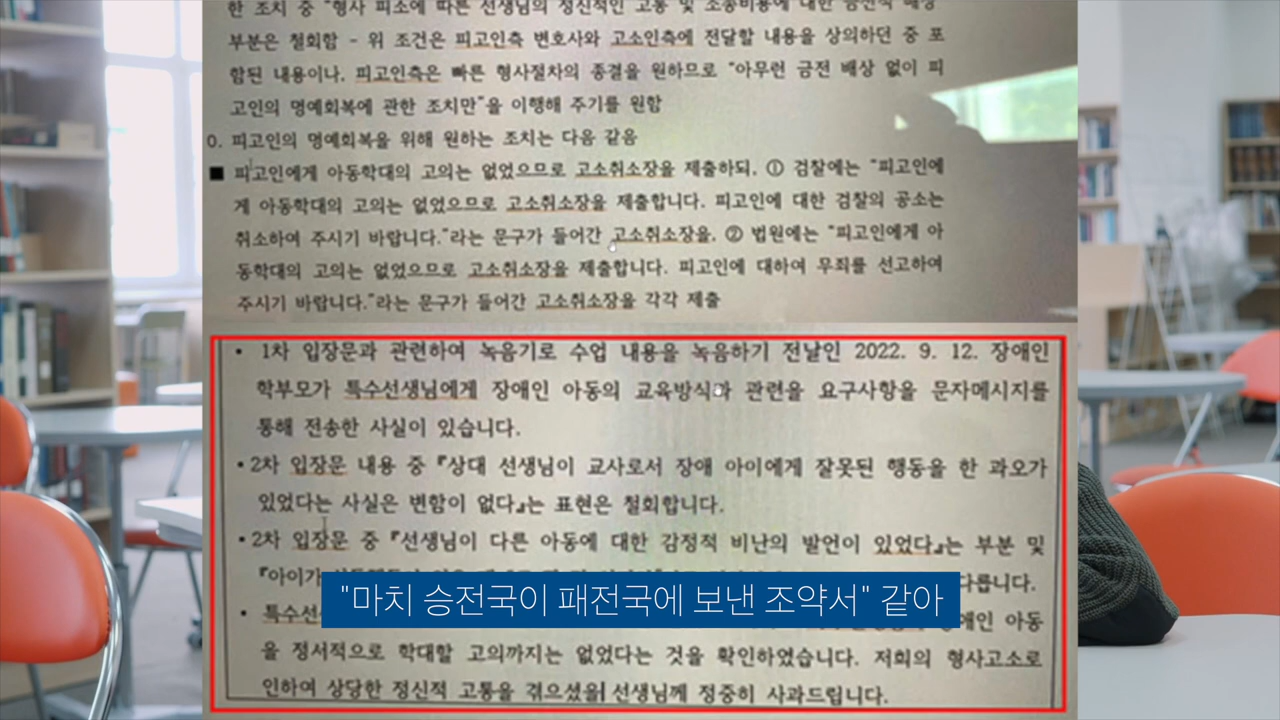 한 조치 중 "형사 피소에 따른 선생님의 정신적인 고통 및 소송비용에 대한 금전적 배상
부분은 철회함 - 위 조건은 피고인측 변호사와 고소인측에 전달할 내용을 상의하던 중 포
함된 내용이나, 피고인측은 빠른 형사절차의 종결을 원하므로 "아무런 금전 배상 없이 피
고인의 명예회복에 관한 조치만"을 이행해 주기를 원함
0. 피고인의 명예회복을 위해 원하는 조치는 다음 같음
■ 피고인에게 아동학대의 고의는 없었으므로 고소취소장을 제출하되, ① 검찰에는 "피고인에
게 아동학대의 고의는 없었으므로 고소취소장을 제출합니다. 피고인에 대한 검찰의 공소는
취소하여 주시기 바랍니다."라는 문구가 들어간 고소취소장을, ② 법원에는 "피고인에게 아
동학대의 고의는 없었으므로 고소취소장을 제출합니다. 피고인에 대하여 무죄를 선고하여
주시기 바랍니다."라는 문구가 들어간 고소취소장을 각각 제출
• 1차 입장문과 관련하여 녹음기로 수업 내용을 녹음하기 전날인 2022. 9. 12. 장애인
학부모가 특수선생님에게 장애인 아동의 교육방식과 관련을 요구사항을 문자메시지를
통해 전송한 사실이 있습니다.
• 2차 입장문 내용 중 『상대 선생님이 교사로서 장애 아이에게 잘못된 행동을 한 과오가
있었다는 사실은 변함이 없다』는 표현은 철회합니다.
• 2차 입장문 중 『선생님이 다른 아동에 대한 감정적 비난의 발언이 있었다』는 부분 및
『아이가 다릅니다.
"마치 승전국이 패전국에 보낸 조약서" 같아
• 특수선 장애인 아동
을 정서적으로 학대할 고의까지는 없었다는 것을 확인하였습니다. 저희의 형사고소로
인하여 상당한 정신적 고통을 겪으셨을 선생님께 정중히 사과드립니다.